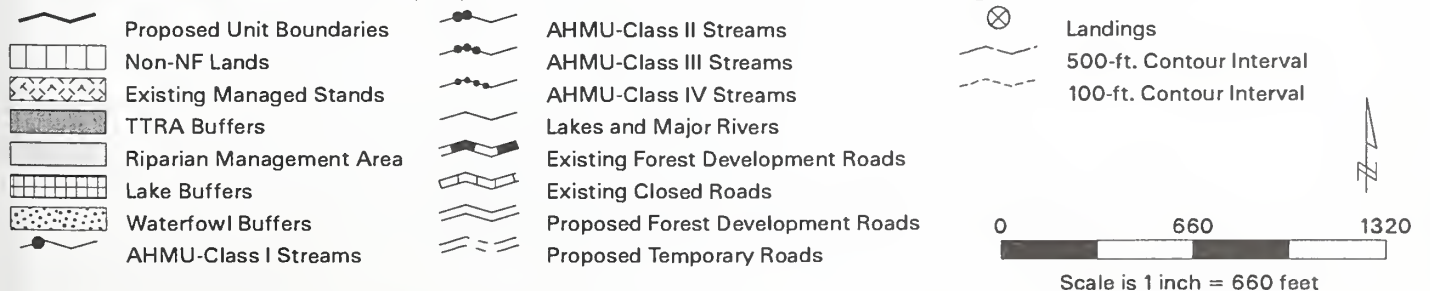 Proposed Unit Boundaries
Non-NF Lands
Existing Managed Stands
TTRA Buffers
Riparian Management Area
Lake Buffers
Waterfowl Buffers
AHMU-Class I Streams
AHMU-Class II Streams
AHMU-Class III Streams
AHMU-Class IV Streams
Lakes and Major Rivers
Existing Forest Development Roads
Existing Closed Roads
Proposed Forest Development Roads
Proposed Temporary Roads
Landings
500-ft. Contour Interval
100-ft. Contour Interval
0 660 1320
Scale is 1 inch = 660 feet